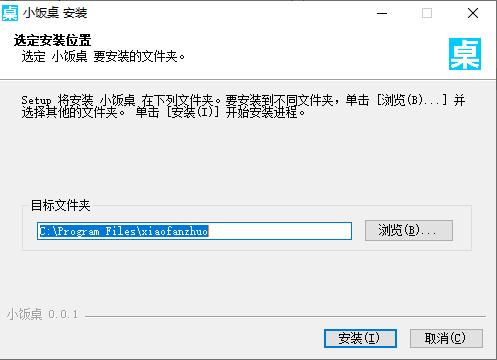 桌 小饭桌 安装
选定安装位置
选定 小饭桌 要安装的文件夹。
桌
Setup 将安装 小饭桌 在下列文件夹。要安装到不同文件夹，单击 [浏览(B)...] 并
选择其他的文件夹。 单击 [安装(I)] 开始安装进程。
目标文件夹
C:\Program Files\xiaofanzhuo
浏览(B)...
小饭桌 0.0.1
安装(I)
取消(C)